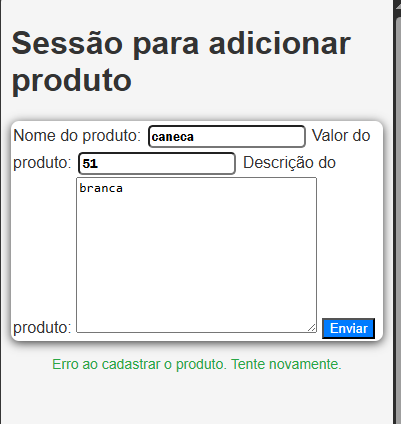 Sessão para adicionar
produto
Nome do produto: caneca Valor do
produto: 51 Descrição do
branca
produto: Enviar
Erro ao cadastrar o produto. Tente novamente.